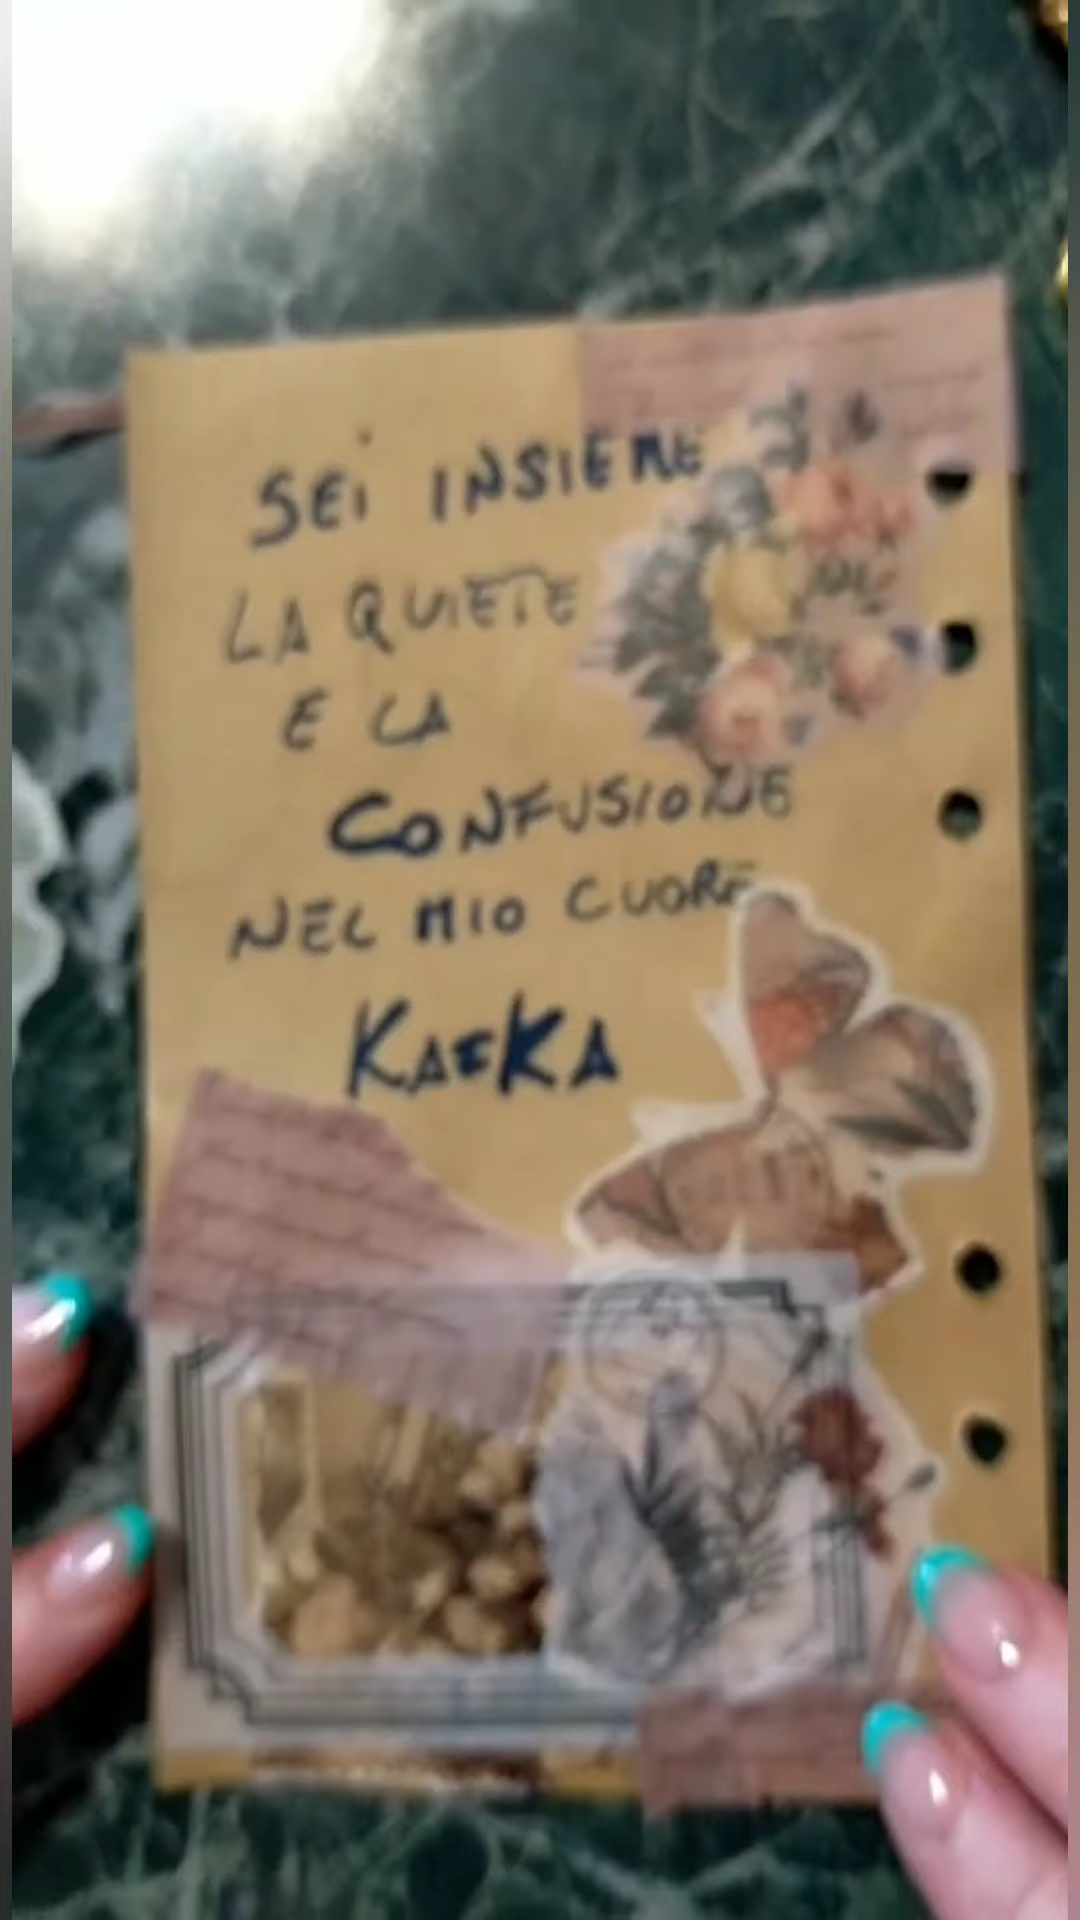 SEI INSIEME
LA QUIETE
E LA
CONFUSIONE
NEL MIO CUORE
KAFKA